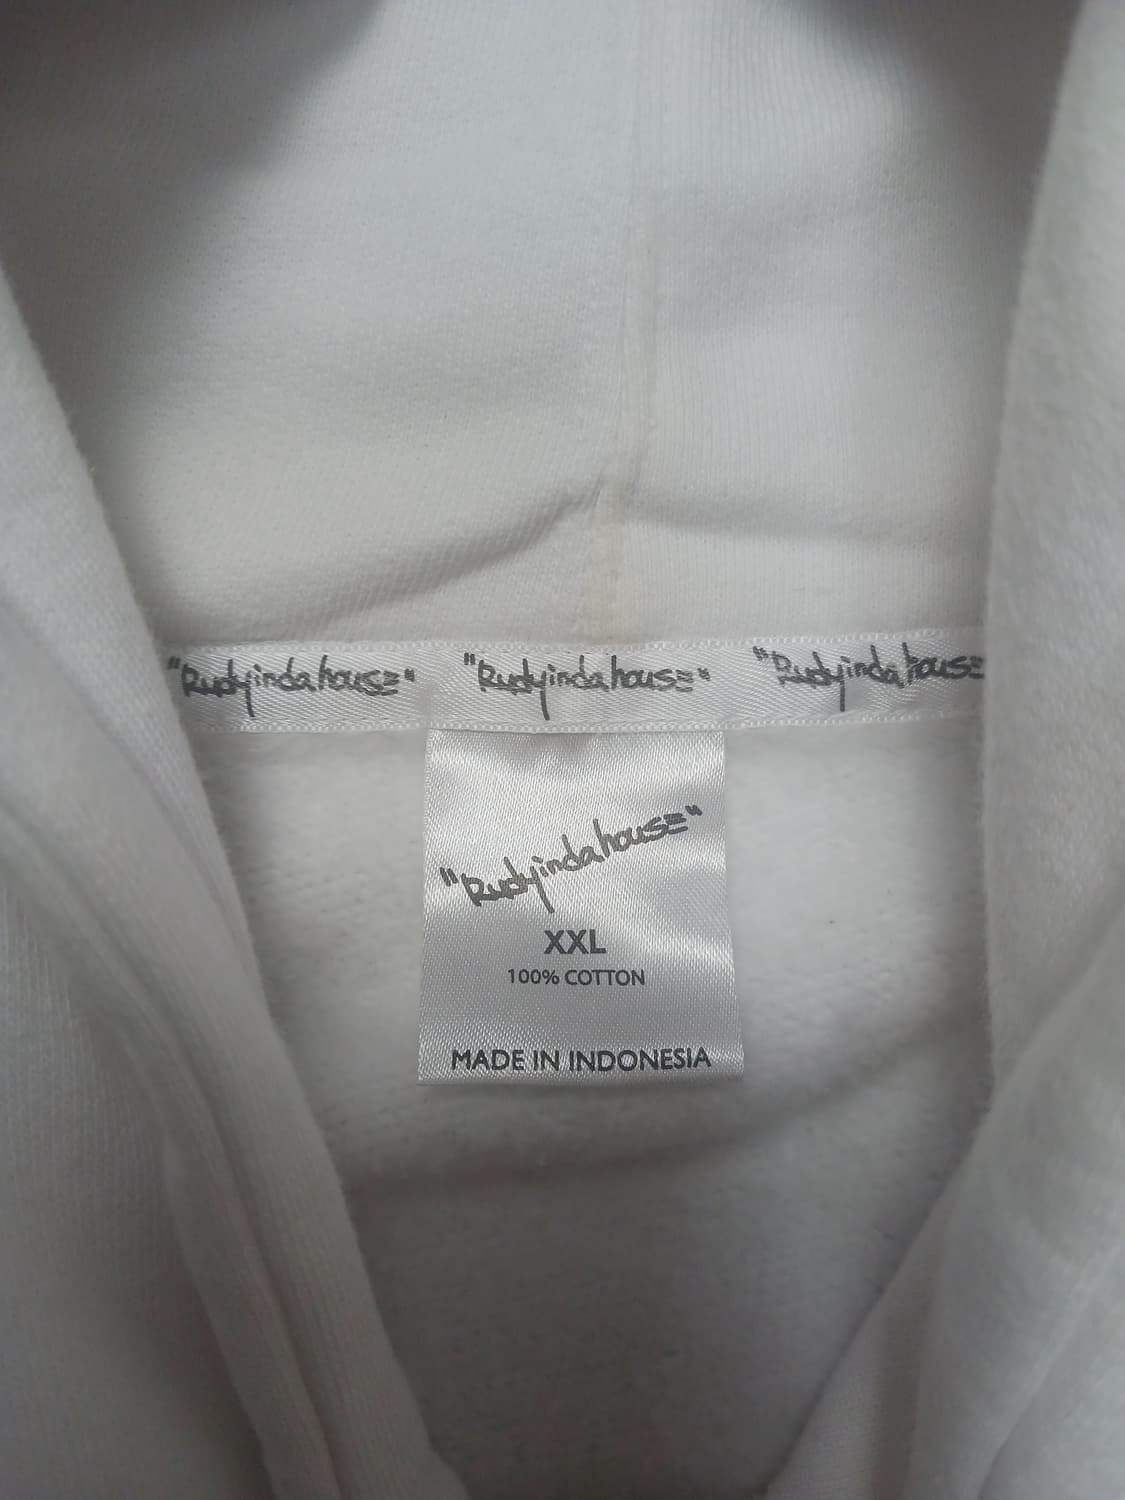 "Rudyindahouse" "Rudyindahouse" "Rudyindahouse
"Rudyindahouse"
XXL
100% COTTON
MADE IN INDONESIA